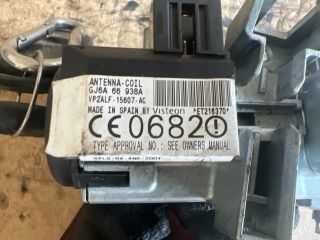 ANTENNA-COIL
GJ6A 66 938A
VP2ALF-15607-AC
MADE IN SPAIN BY Visteon *ET218370*
CE0682!
TYPE APPROVAL NO.: SEE OWNERS MANUAL